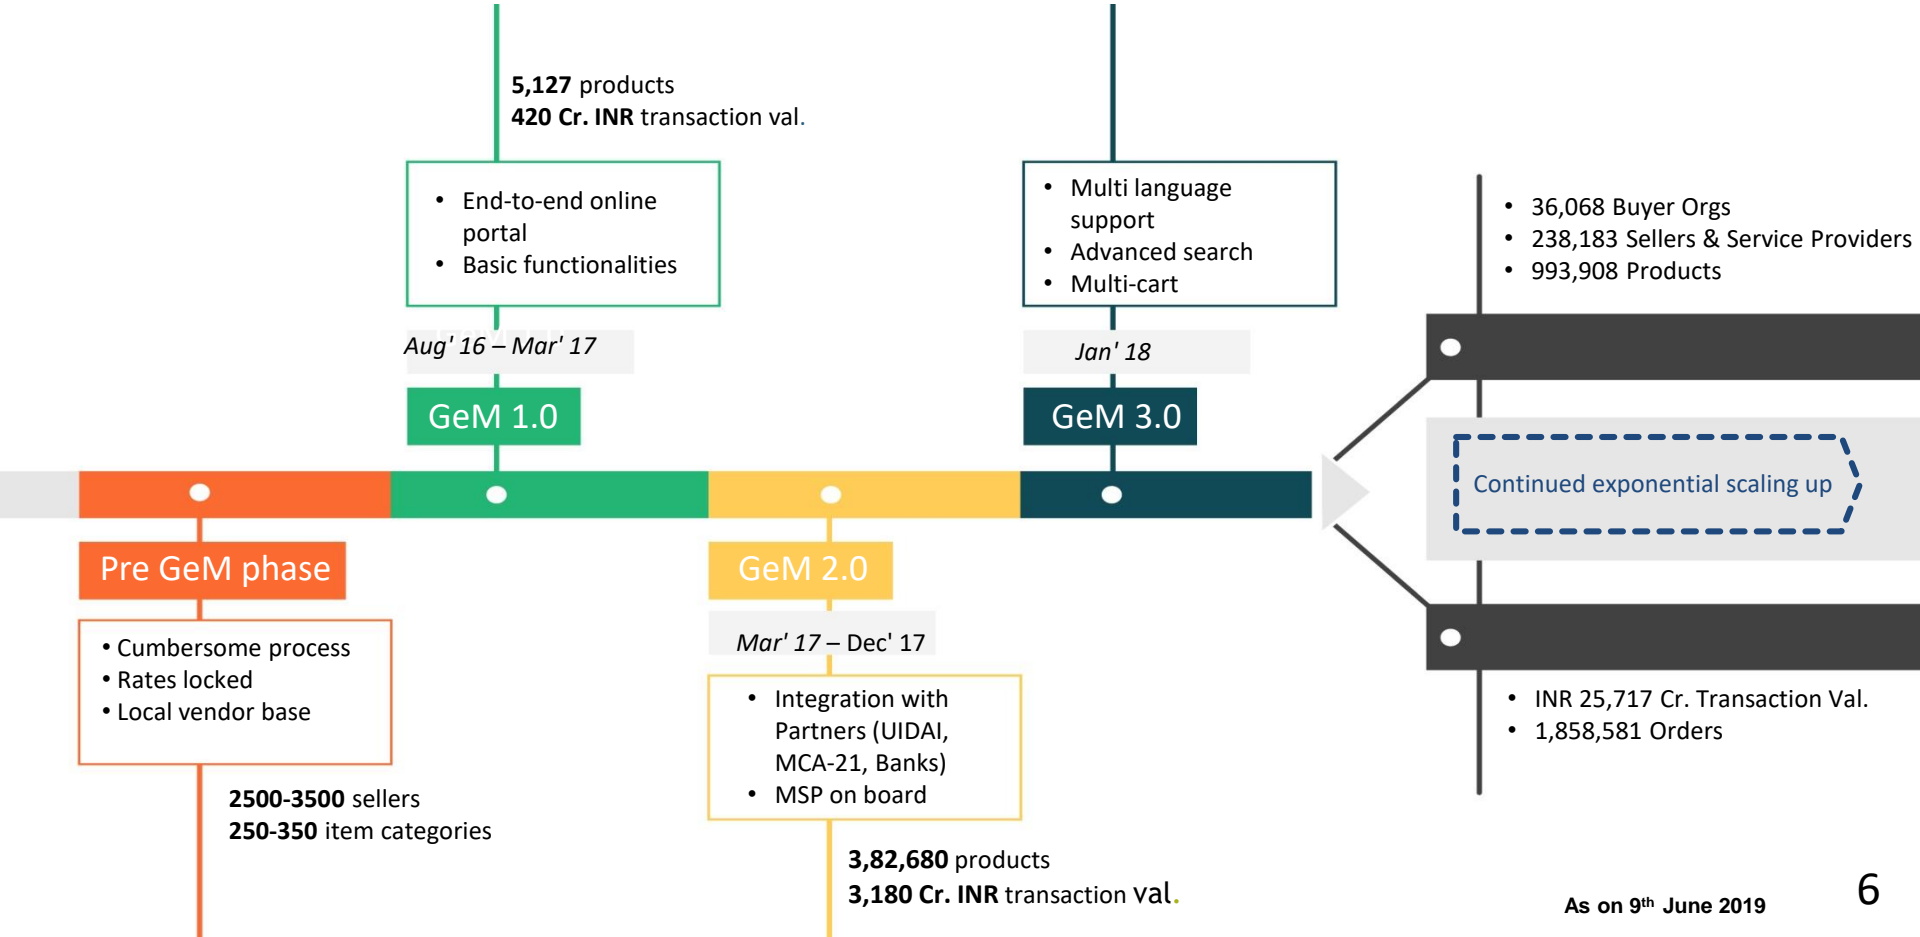 5,127 products
420 Cr. INR transaction val.
• End-to-end online
portal
• Basic functionalities
Aug' 16 – Mar' 17
GeM 1.0
• Multi language
support
• Advanced search
• Multi-cart
Jan' 18
GeM 3.0
• 36,068 Buyer Orgs
• 238,183 Sellers & Service Providers
• 993,908 Products
Continued exponential scaling up
Pre GeM phase
• Cumbersome process
• Rates locked
• Local vendor base
2500-3500 sellers
250-350 item categories
GeM 2.0
Mar' 17 – Dec' 17
• Integration with
Partners (UIDAI,
MCA-21, Banks)
• MSP on board
3,82,680 products
3,180 Cr. INR transaction val.
• INR 25,717 Cr. Transaction Val.
• 1,858,581 Orders
As on 9th June 2019
6